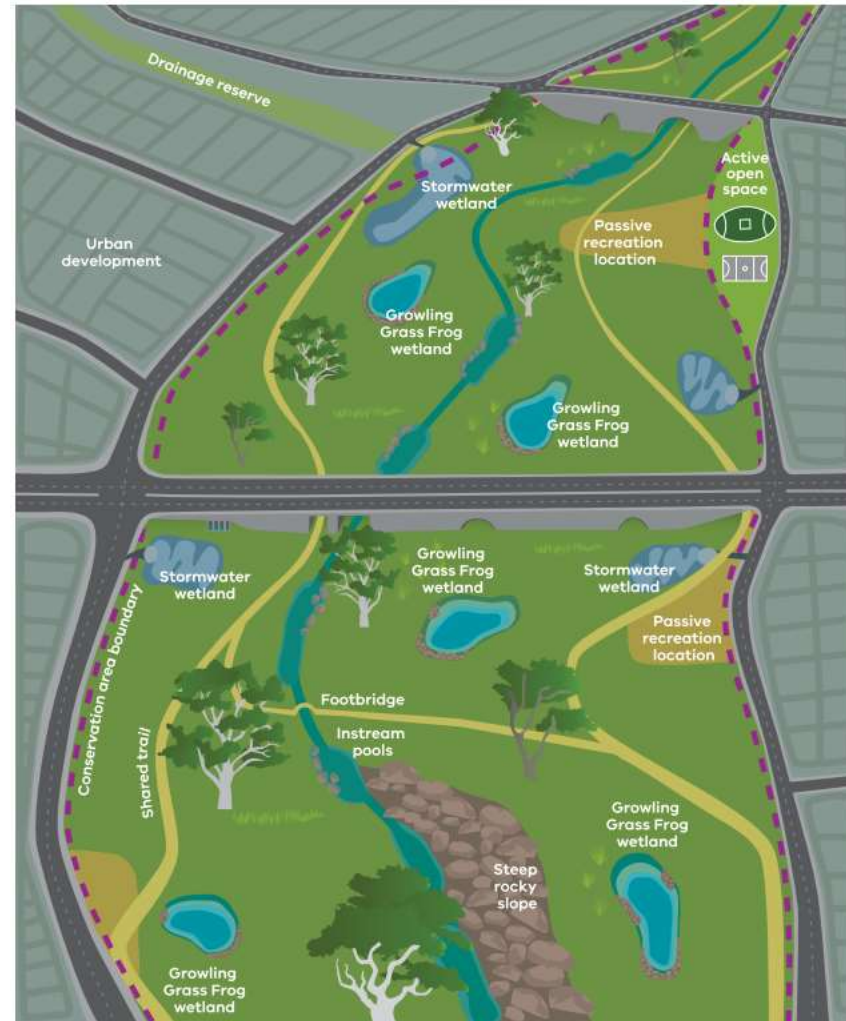 Drainage reserve
Active
open
space
Stormwater
wetland
Passive
recreation
location
Urban
development
Growling
Grass Frog
wetland
Growling
Grass Frog
wetland
Growling
Grass Frog
wetland
Stormwater
wetland
Stormwater
wetland
Passive
recreation
location
Conservation area boundary
Shared trail
Footbridge
Instream
pools
Growling
Grass Frog
wetland
Steep
rocky
slope
Growling
Grass Frog
wetland